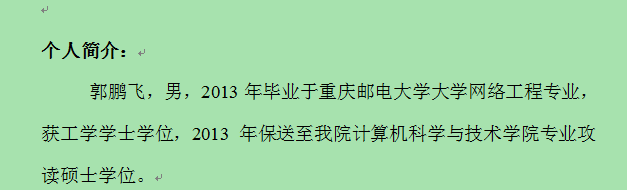 个人简介：
郭鹏飞，男，2013 年毕业于重庆邮电大学大学网络工程专业，
获工学学士学位，2013 年保送至我院计算机科学与技术学院专业攻
读硕士学位。